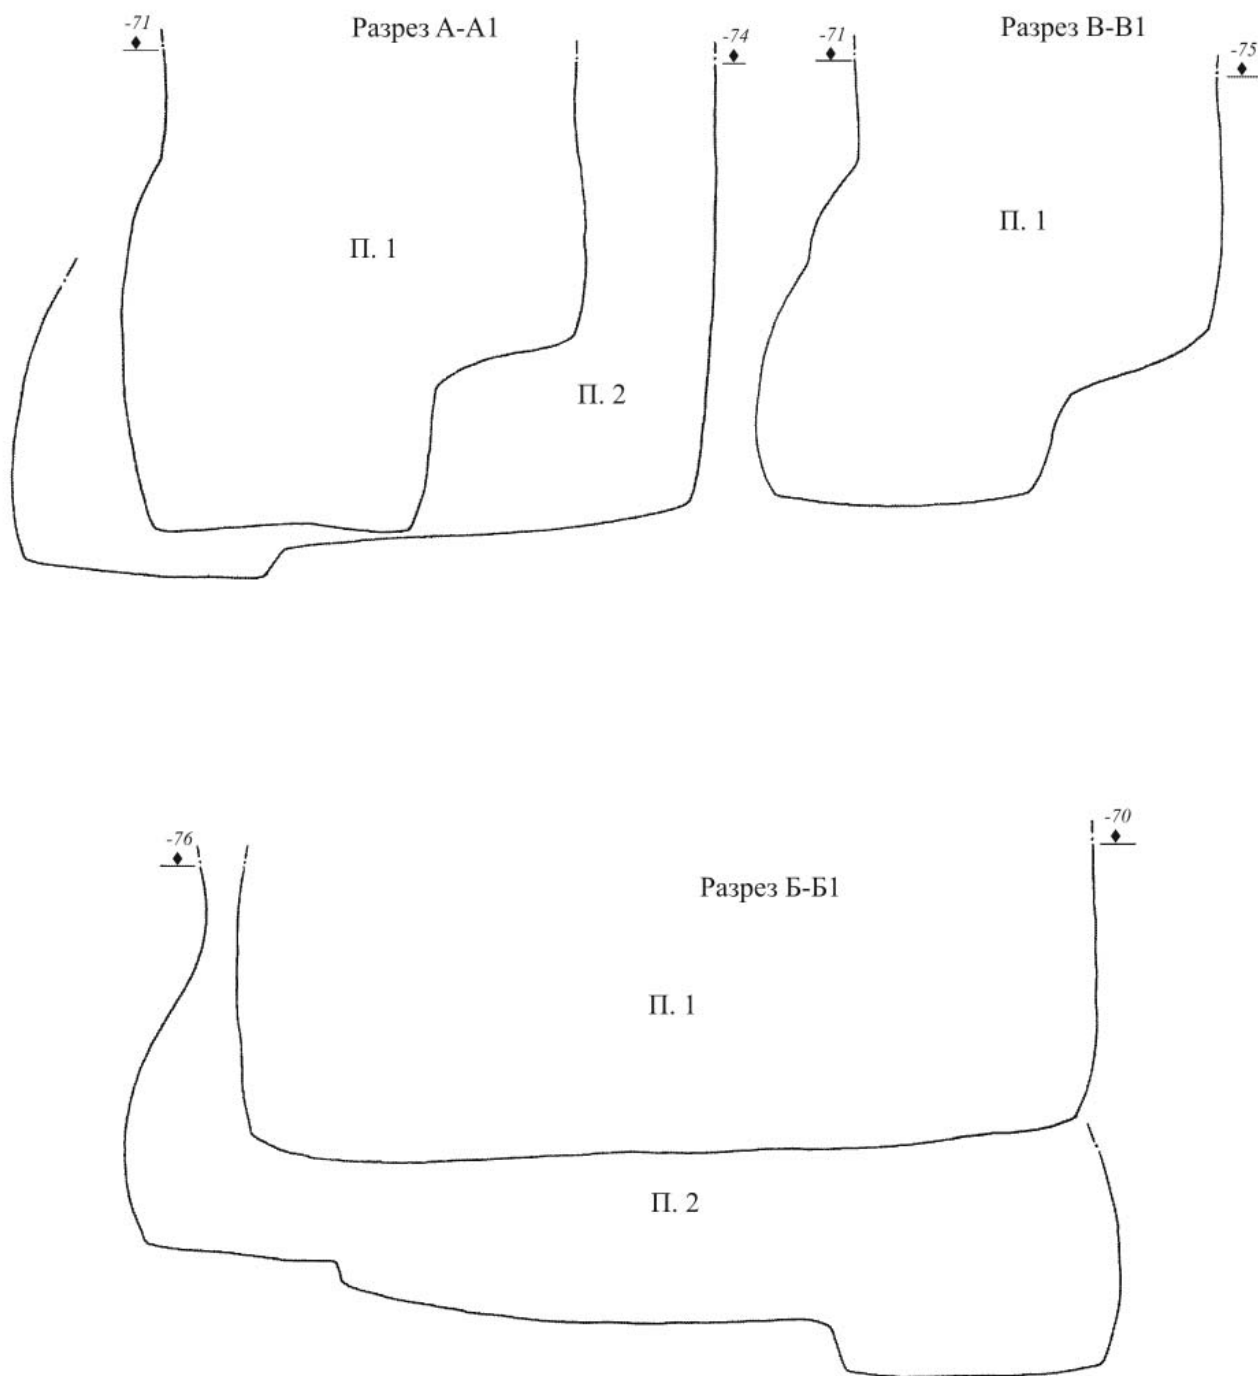 -71
Разрез А-А1
-74
-71
Разрез В-В1
-75
П. 1
П. 1
П. 2
-76
-70
Разрез Б-Б1
П. 1
П. 2